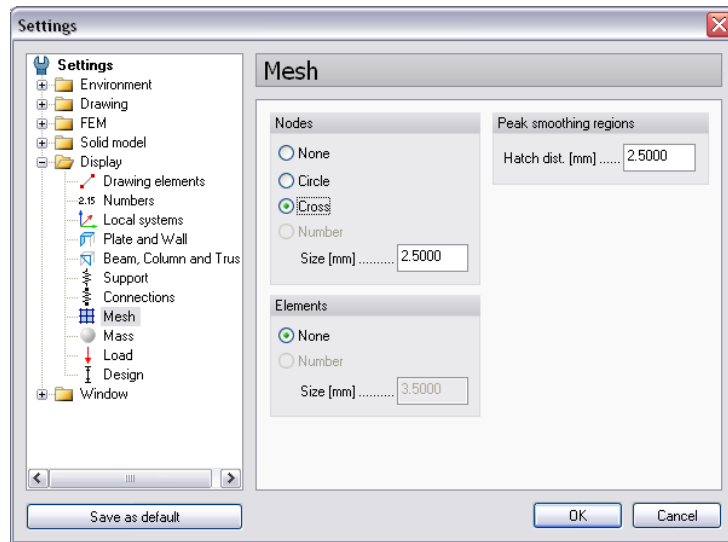 Settings
Settings
Environment
Drawing
FEM
Solid model
Display
Drawing elements
2.15 Numbers
Local systems
Plate and Wall
Beam, Column and Trus
Support
Connections
Mesh
Mass
Load
Design
Window
Save as default
Mesh
Nodes
None
Circle
Cross
Number
Size [mm] .......... 2.5000
Elements
None
Number
Size [mm] .......... 3.5000
Peak smoothing regions
Hatch dist. [mm] ...... 2.5000
OK
Cancel